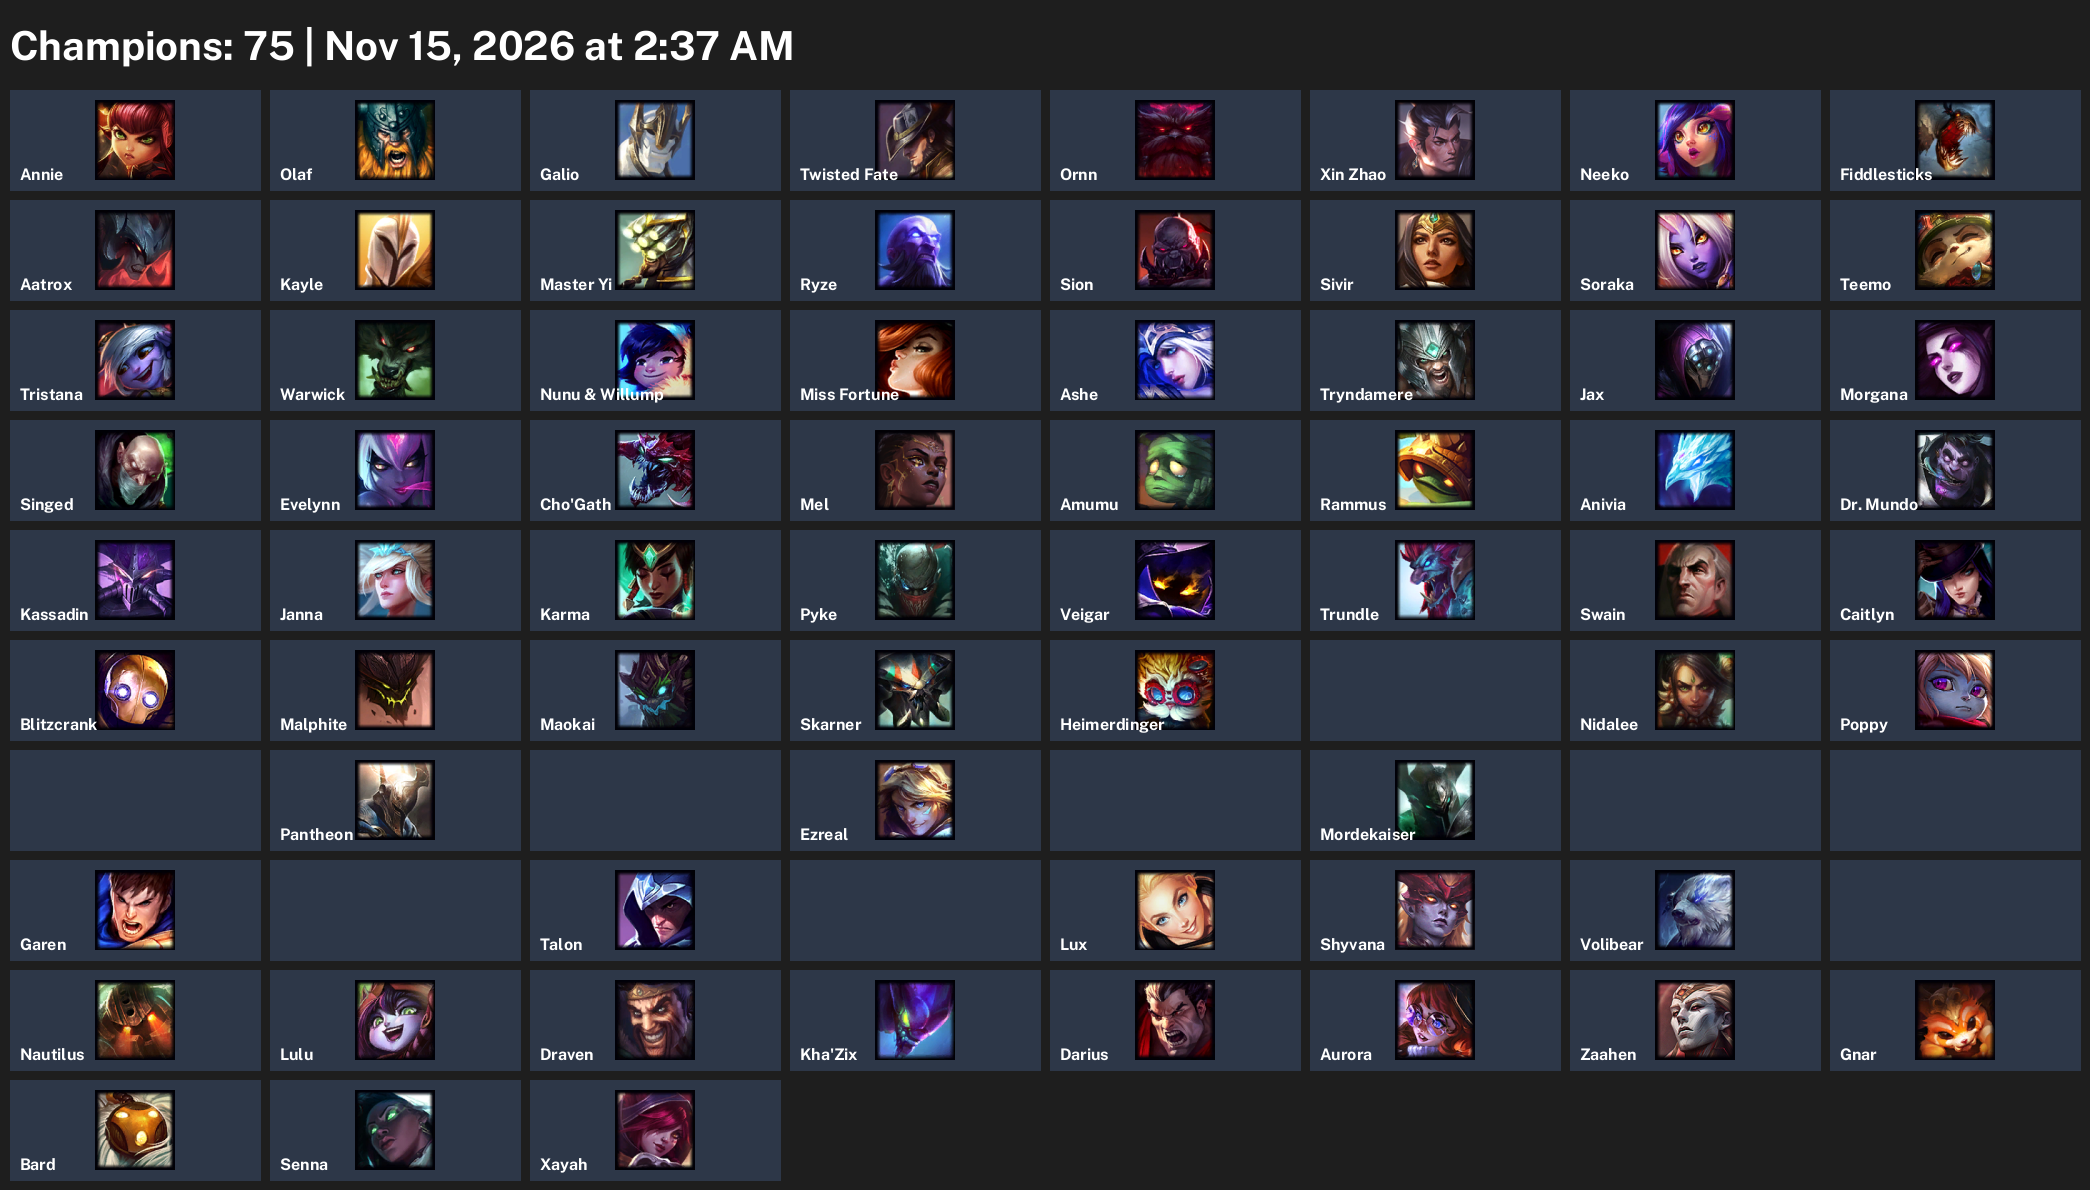 Champions: 75 | Nov 15, 2026 at 2:37 AM
Annie
Olaf
Galio
Twisted Fate
Ornn
Xin Zhao
Neeko
Fiddlesticks
Aatrox
Kayle
Master Yi
Ryze
Sion
Sivir
Soraka
Teemo
Tristana
Warwick
Nunu & Willump
Miss Fortune
Ashe
Tryndamere
Jax
Morgana
Singed
Evelynn
Cho'Gath
Mel
Amumu
Rammus
Anivia
Dr. Mundo
Kassadin
Janna
Karma
Pyke
Veigar
Trundle
Swain
Caitlyn
Blitzcrank
Malphite
Maokai
Skarner
Heimerdinger
Nidalee
Poppy
Pantheon
Ezreal
Mordekaiser
Garen
Talon
Lux
Shyvana
Volibear
Nautilus
Lulu
Draven
Kha'Zix
Darius
Aurora
Zaahen
Gnar
Bard
Senna
Xayah